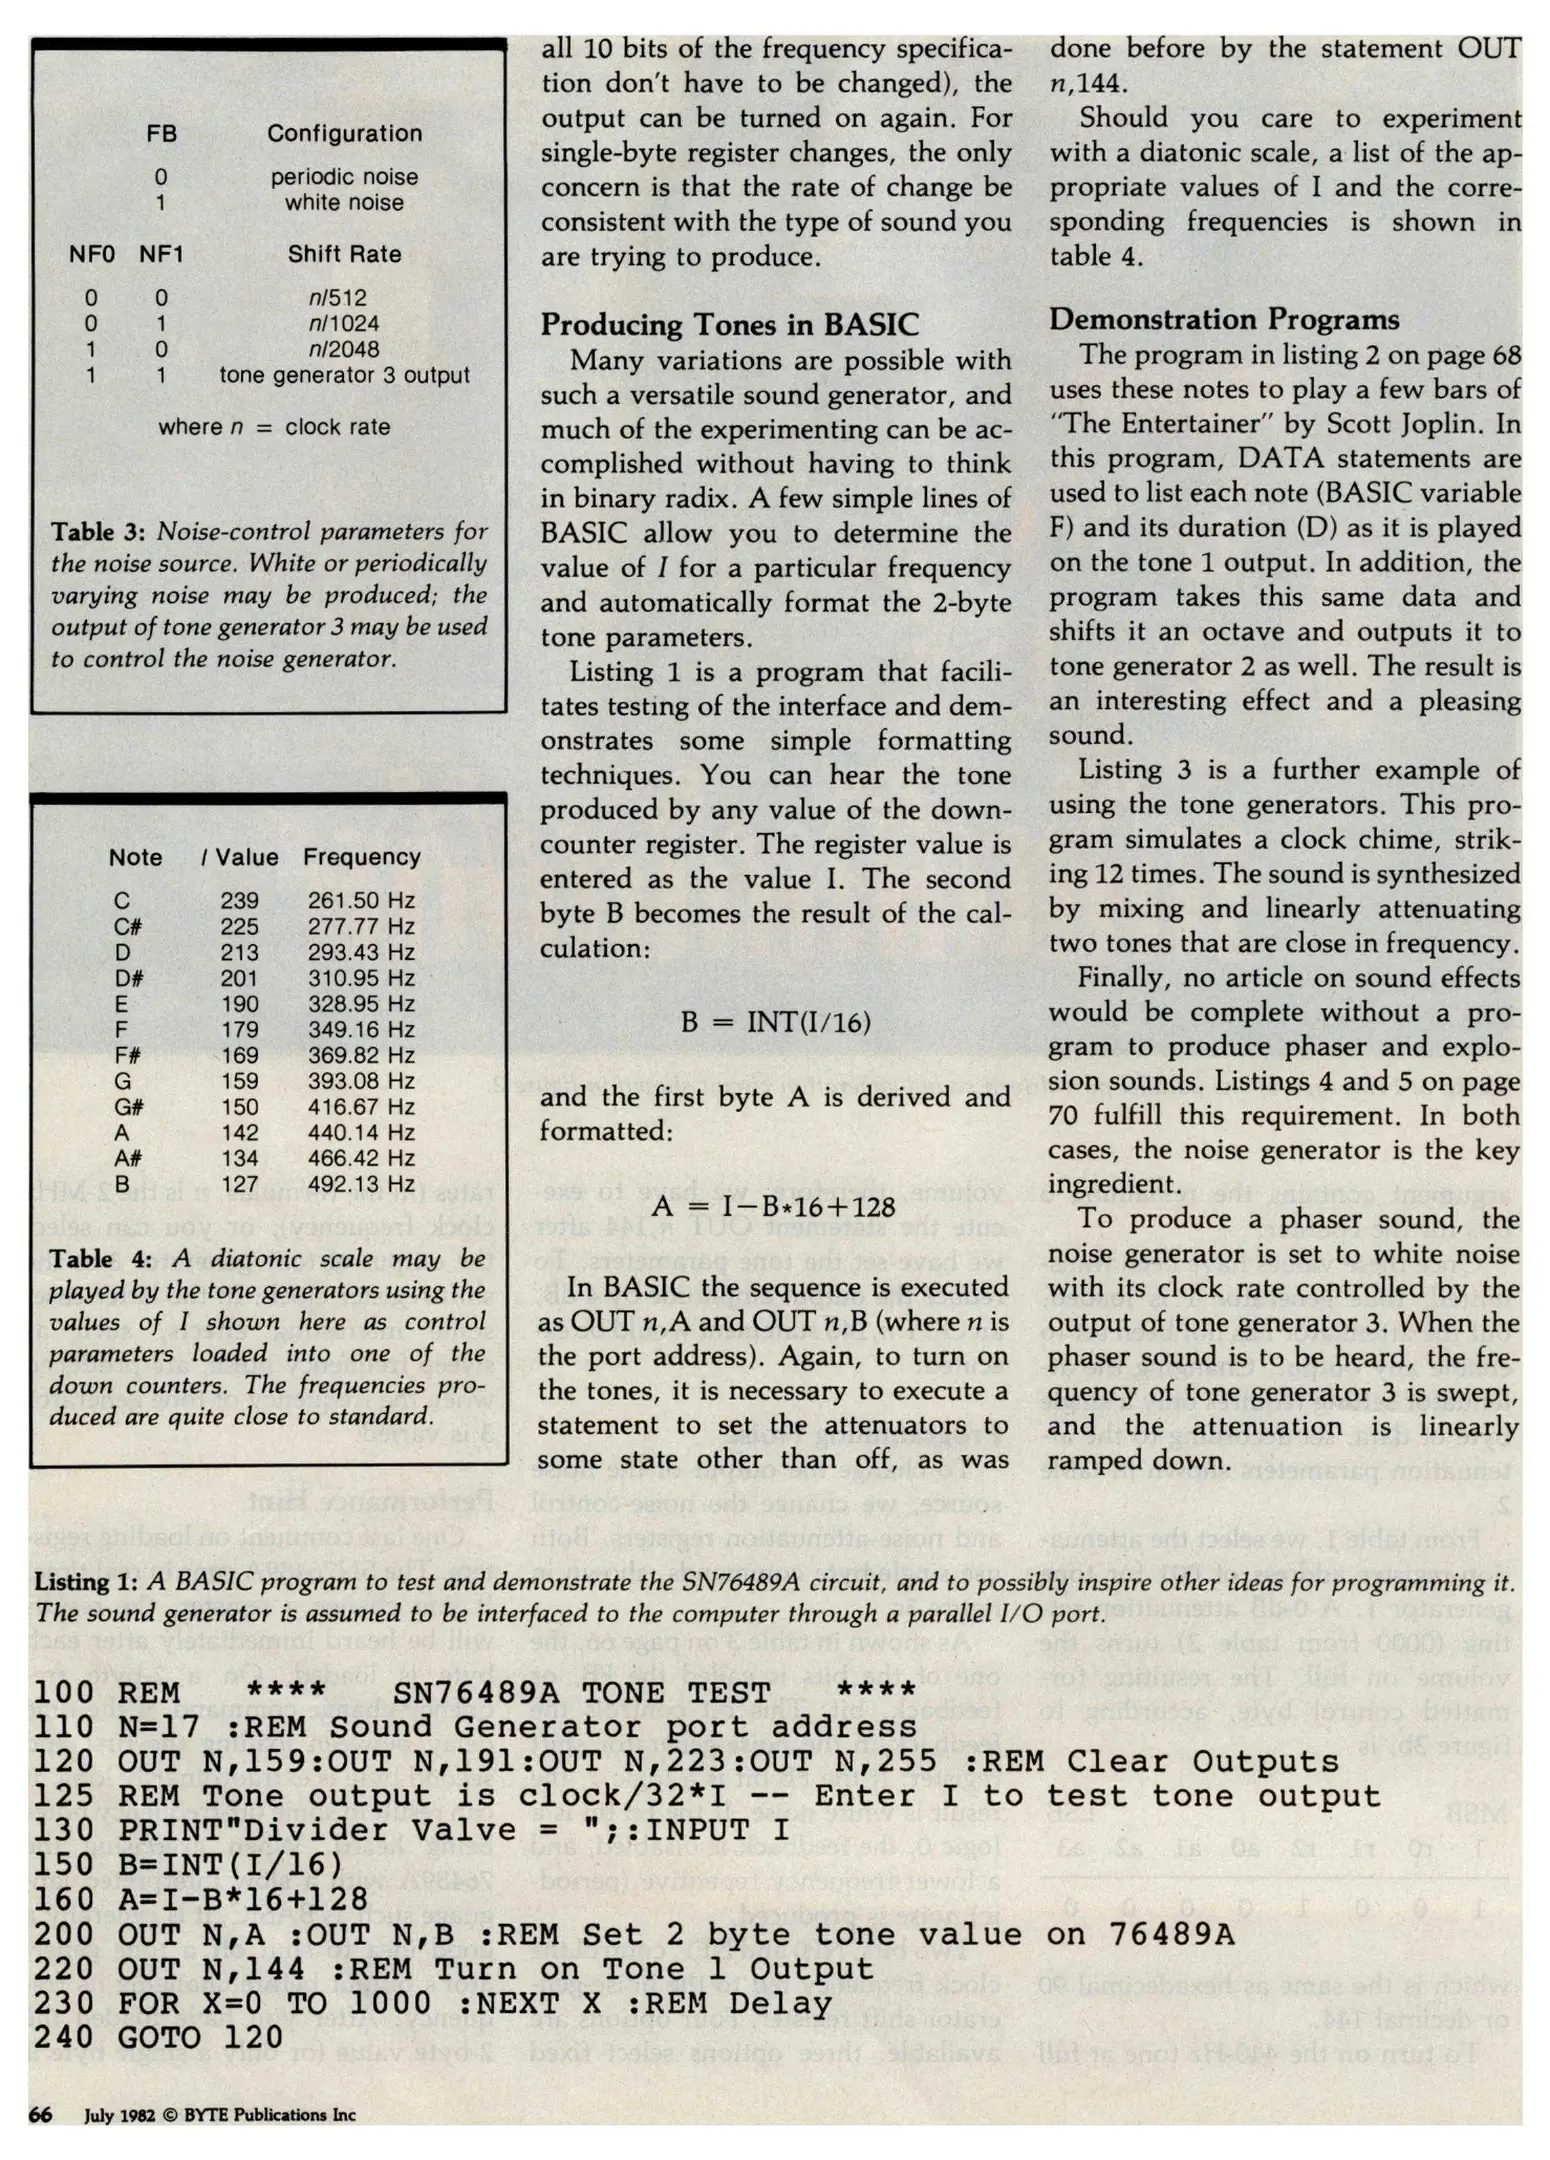 FB Configuration
0 periodic noise
1 white noise
NF0 NF1 Shift Rate
0 0 n/512
0 1 n/1024
1 0 n/2048
1 1 tone generator 3 output
where n = clock rate
Table 3: Noise-control parameters for
the noise source. White or periodically
varying noise may be produced; the
output of tone generator 3 may be used
to control the noise generator.
Note I Value Frequency
C 239 261.50 Hz
C# 225 277.77 Hz
D 213 293.43 Hz
D# 201 310.95 Hz
E 190 328.95 Hz
F 179 349.16 Hz
F# 169 369.82 Hz
G 159 393.08 Hz
G# 150 416.67 Hz
A 142 440.14 Hz
A# 134 466.42 Hz
B 127 492.13 Hz
Table 4: A diatonic scale may be
played by the tone generators using the
values of I shown here as control
parameters loaded into one of the
down counters. The frequencies pro-
duced are quite close to standard.
all 10 bits of the frequency specifica-
tion don't have to be changed), the
output can be turned on again. For
single-byte register changes, the only
concern is that the rate of change be
consistent with the type of sound you
are trying to produce.
Producing Tones in BASIC
Many variations are possible with
such a versatile sound generator, and
much of the experimenting can be ac-
complished without having to think
in binary radix. A few simple lines of
BASIC allow you to determine the
value of I for a particular frequency
and automatically format the 2-byte
tone parameters.
Listing 1 is a program that facili-
tates testing of the interface and dem-
onstrates some simple formatting
techniques. You can hear the tone
produced by any value of the down-
counter register. The register value is
entered as the value I. The second
byte B becomes the result of the cal-
culation:
B = INT(I/16)
and the first byte A is derived and
formatted:
A = I−B*16+128
In BASIC the sequence is executed
as OUT n,A and OUT n,B (where n is
the port address). Again, to turn on
the tones, it is necessary to execute a
statement to set the attenuators to
some state other than off, as was
done before by the statement OUT
n,144.
Should you care to experiment
with a diatonic scale, a list of the ap-
propriate values of I and the corre-
sponding frequencies is shown in
table 4.
Demonstration Programs
The program in listing 2 on page 68
uses these notes to play a few bars of
"The Entertainer" by Scott Joplin. In
this program, DATA statements are
used to list each note (BASIC variable
F) and its duration (D) as it is played
on the tone 1 output. In addition, the
program takes this same data and
shifts it an octave and outputs it to
tone generator 2 as well. The result is
an interesting effect and a pleasing
sound.
Listing 3 is a further example of
using the tone generators. This pro-
gram simulates a clock chime, strik-
ing 12 times. The sound is synthesized
by mixing and linearly attenuating
two tones that are close in frequency.
Finally, no article on sound effects
would be complete without a pro-
gram to produce phaser and explo-
sion sounds. Listings 4 and 5 on page
70 fulfill this requirement. In both
cases, the noise generator is the key
ingredient.
To produce a phaser sound, the
noise generator is set to white noise
with its clock rate controlled by the
output of tone generator 3. When the
phaser sound is to be heard, the fre-
quency of tone generator 3 is swept,
and the attenuation is linearly
ramped down.
Listing 1: A BASIC program to test and demonstrate the SN76489A circuit, and to possibly inspire other ideas for programming it.
The sound generator is assumed to be interfaced to the computer through a parallel I/O port.
100 REM **** SN76489A TONE TEST ****
110 N=17 :REM Sound Generator port address
120 OUT N,159:OUT N,191:OUT N,223:OUT N,255 :REM Clear Outputs
125 REM Tone output is clock/32*I -- Enter I to test tone output
130 PRINT"Divider Valve = ";:INPUT I
150 B=INT(I/16)
160 A=I-B*16+128
200 OUT N,A :OUT N,B :REM Set 2 byte tone value on 76489A
220 OUT N,144 :REM Turn on Tone 1 Output
230 FOR X=0 TO 1000 :NEXT X :REM Delay
240 GOTO 120
66 July 1982 © BYTE Publications Inc